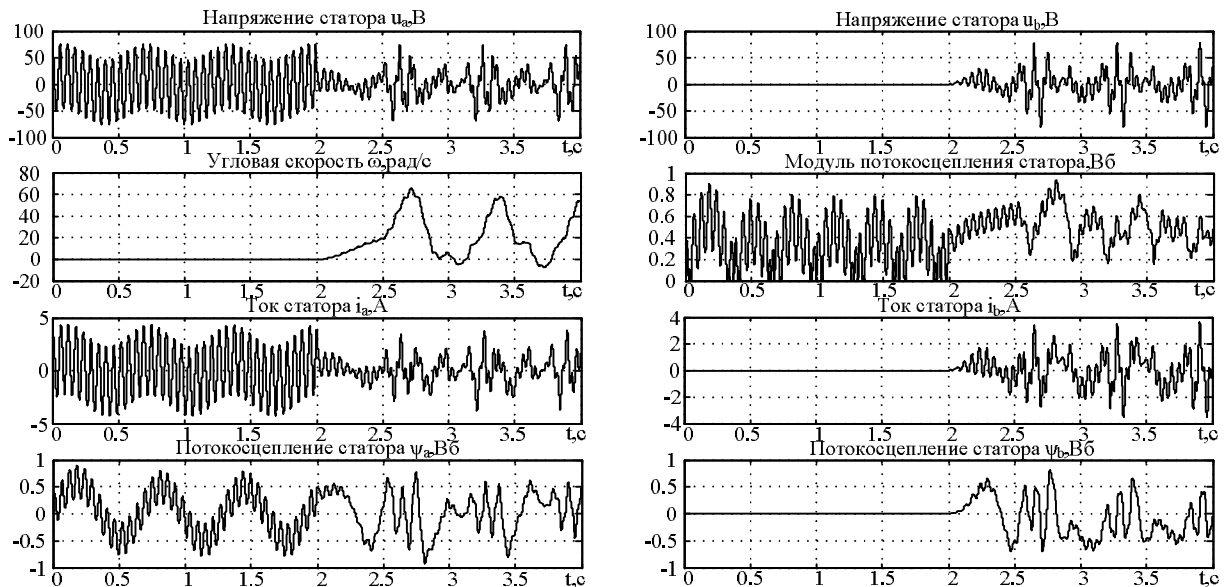 Напряжение статора uₐ,В
100
50
0
-50
-100
0 0.5 1 1.5 2 2.5 3 3.5 t,c
Угловая скорость ω,рад/с
80
60
40
20
0
-20
0 0.5 1 1.5 2 2.5 3 3.5 t,c
Ток статора iₐ,А
5
0
-5
0 0.5 1 1.5 2 2.5 3 3.5 t,c
Потокосцепление статора ψₐ,Вб
1
0.5
0
-0.5
-1
0 0.5 1 1.5 2 2.5 3 3.5 t,c
Напряжение статора u_b,В
100
50
0
-50
-100
0 0.5 1 1.5 2 2.5 3 3.5 t,c
Модуль потокосцепления статора,Вб
1
0.8
0.6
0.4
0.2
0
0 0.5 1 1.5 2 2.5 3 3.5 t,c
Ток статора i_b,А
4
2
0
-2
-4
0 0.5 1 1.5 2 2.5 3 3.5 t,c
Потокосцепление статора ψ_b,Вб
1
0.5
0
-0.5
-1
0 0.5 1 1.5 2 2.5 3 3.5 t,c